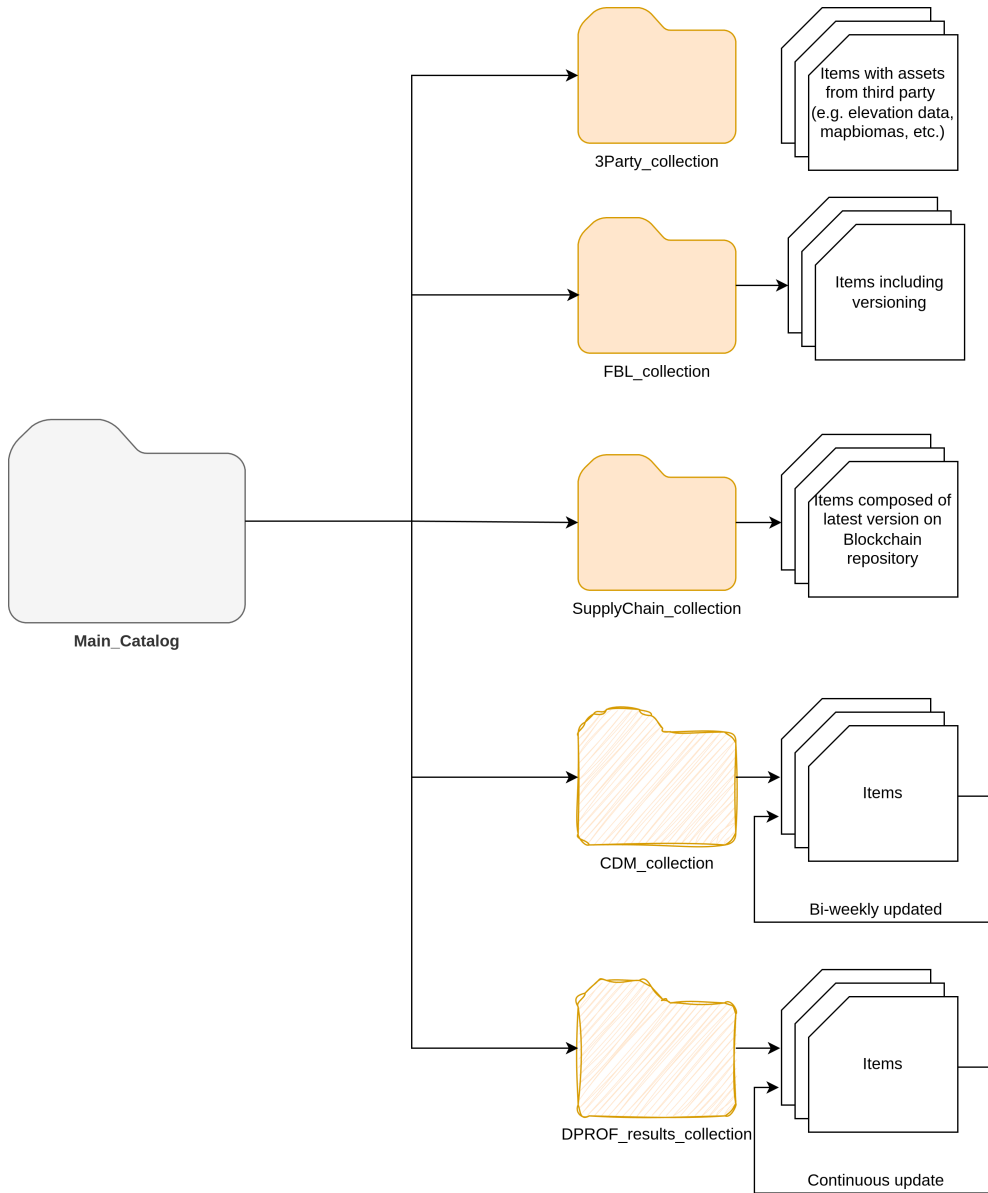 Items with assets
from third party
(e.g. elevation data,
mapbiomas, etc.)
3Party_collection
Items including
versioning
FBL_collection
Items composed of
latest version on
Blockchain
repository
SupplyChain_collection
Main_Catalog
Items
CDM_collection
Bi-weekly updated
Items
DPROF_results_collection
Continuous update